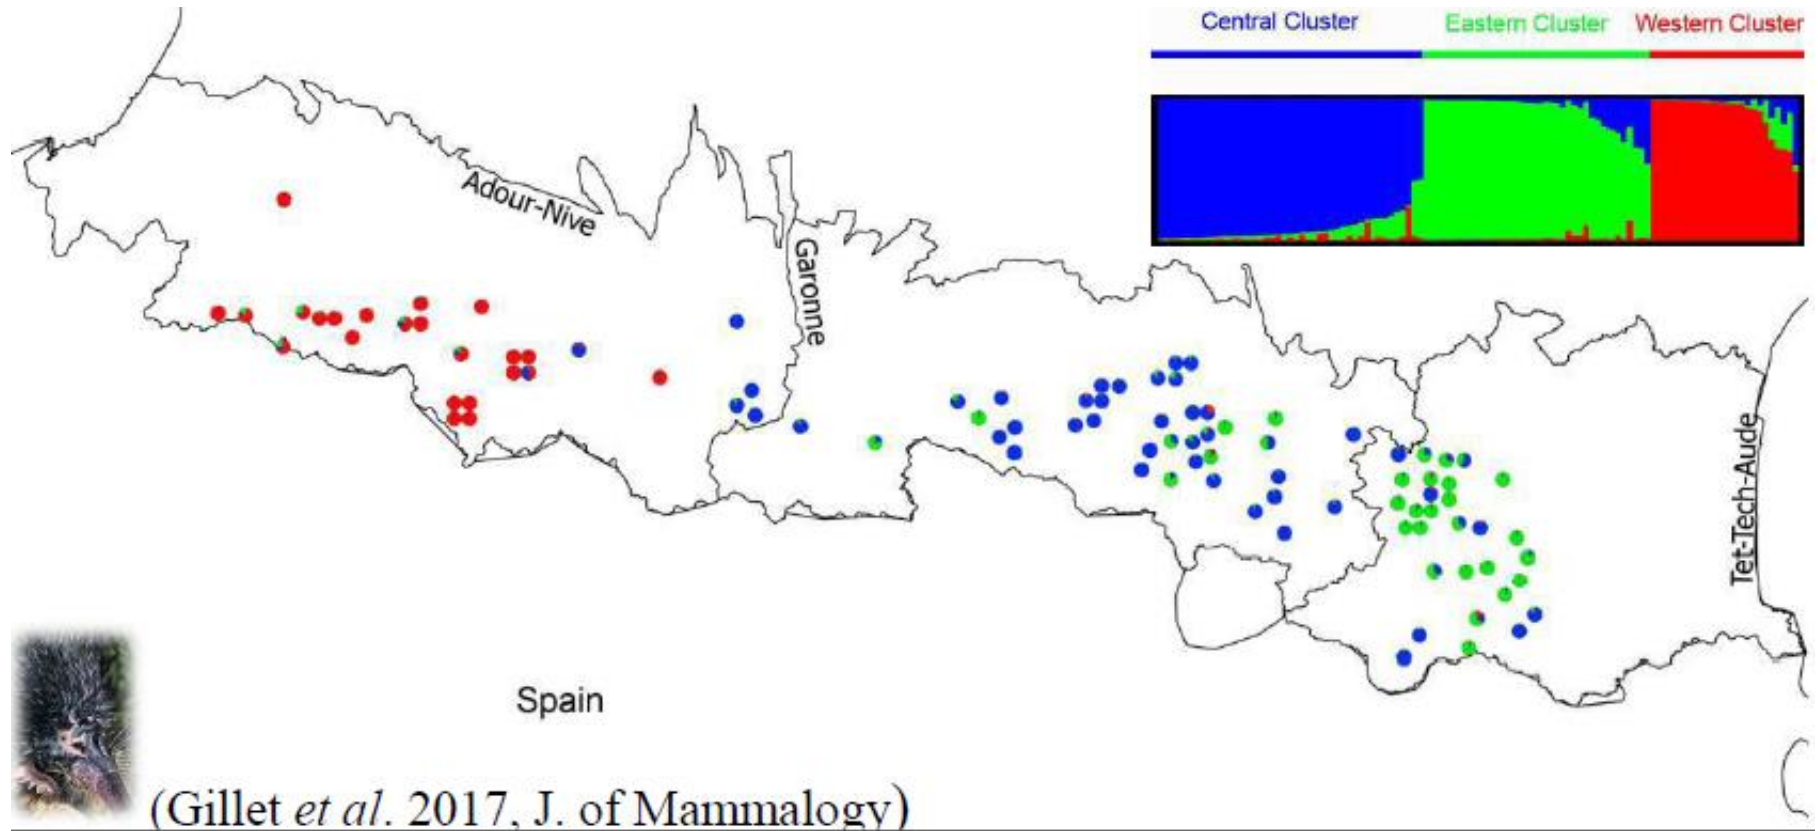 Central Cluster Eastern Cluster Western Cluster
Adour-Nive
Garonne
Tet-Tech-Aude
Spain
(Gillet et al. 2017, J. of Mammalogy)